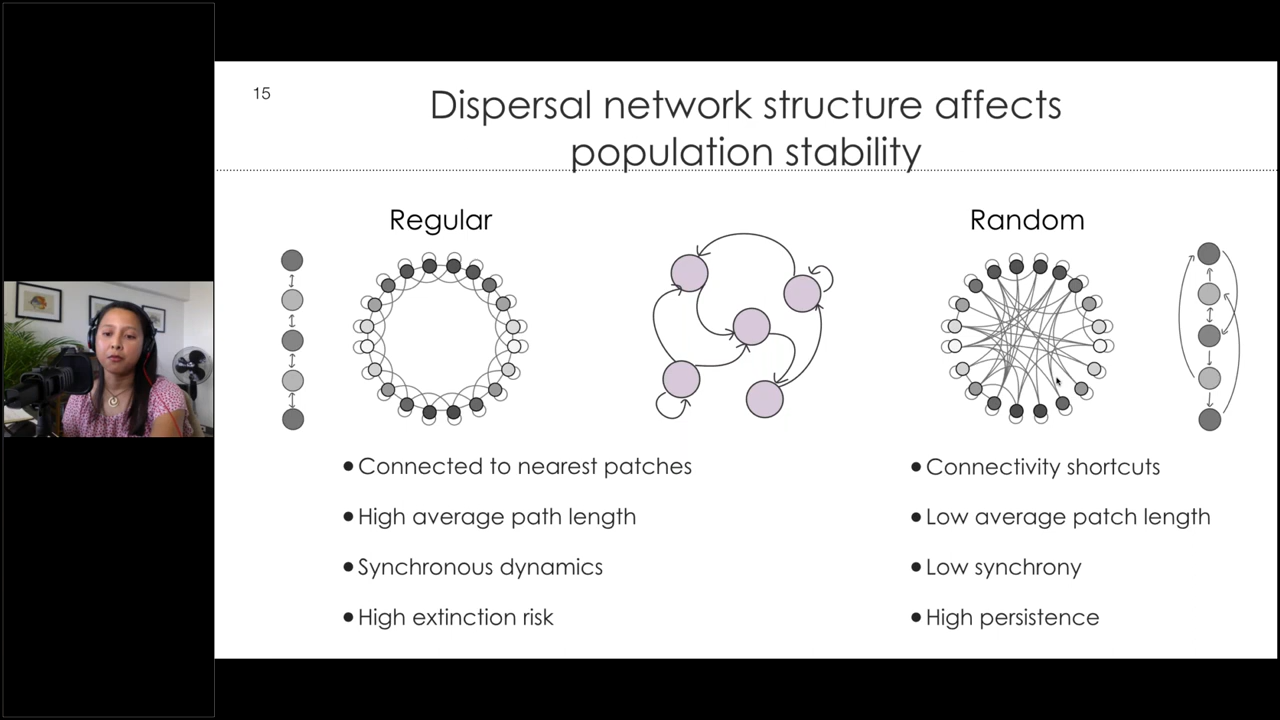 15
Dispersal network structure affects
population stability
Regular
Random
•Connected to nearest patches
•High average path length
•Synchronous dynamics
•High extinction risk
•Connectivity shortcuts
•Low average patch length
•Low synchrony
•High persistence